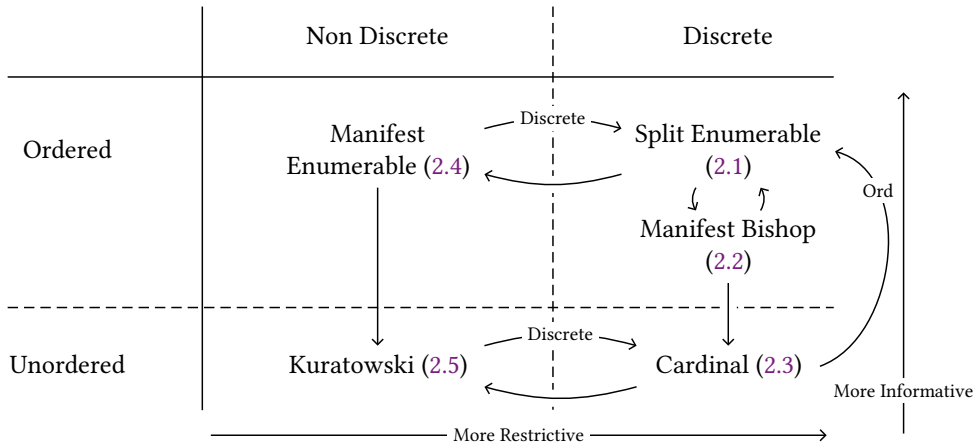 Non Discrete
Discrete
Ordered
Manifest
Enumerable (2.4)
Discrete
Split Enumerable
(2.1)
Ord
Manifest Bishop
(2.2)
Unordered
Kuratowski (2.5)
Discrete
Cardinal (2.3)
More Informative
More Restrictive